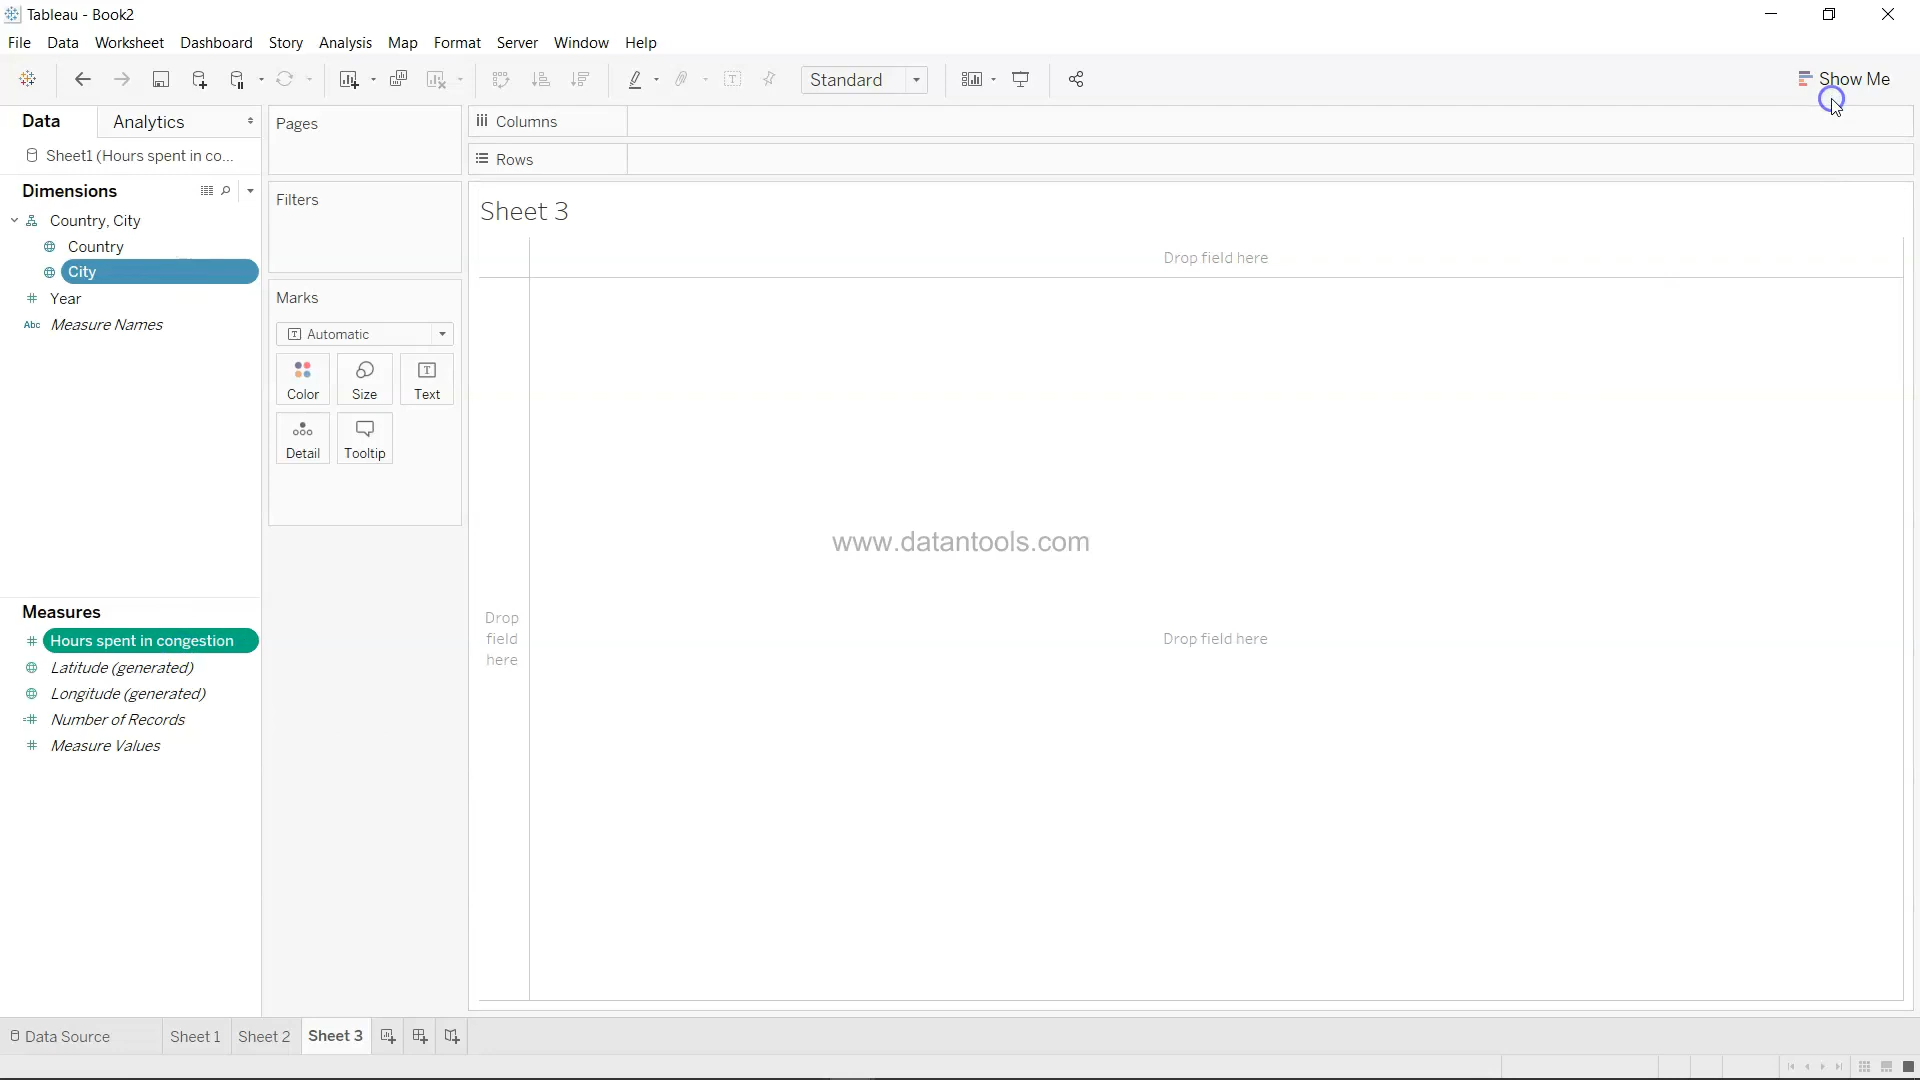 Tableau - Book2
File Data Worksheet Dashboard Story Analysis Map Format Server Window Help
Standard
Show Me
Data Analytics
Sheet1 (Hours spent in co...
Dimensions
Country, City
Country
City
Year
Abc Measure Names
Measures
Hours spent in congestion
Latitude (generated)
Longitude (generated)
Number of Records
Measure Values
Pages
Filters
Marks
T Automatic
Color Size Text
Detail Tooltip
Columns
Rows
Sheet 3
Drop field here
www.datantools.com
Drop
field
here
Drop field here
Data Source Sheet 1 Sheet 2 Sheet 3